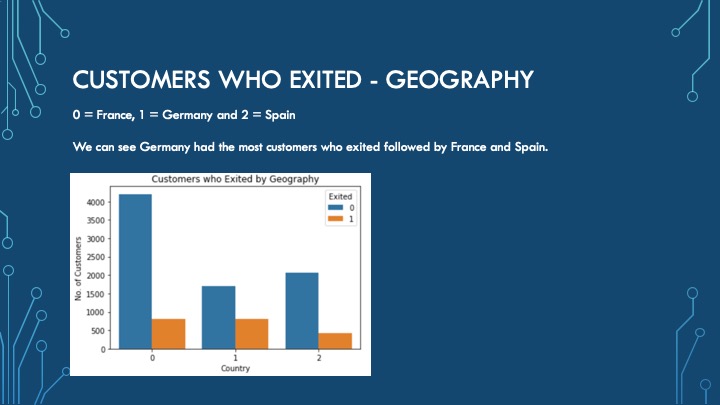 CUSTOMERS WHO EXITED - GEOGRAPHY
0 = France, 1 = Germany and 2 = Spain
We can see Germany had the most customers who exited followed by France and Spain.
Customers who Exited by Geography
Exited
0
1
4000
3500
3000
2500
2000
1500
1000
500
0
No. of Customers
0 1 2
Country